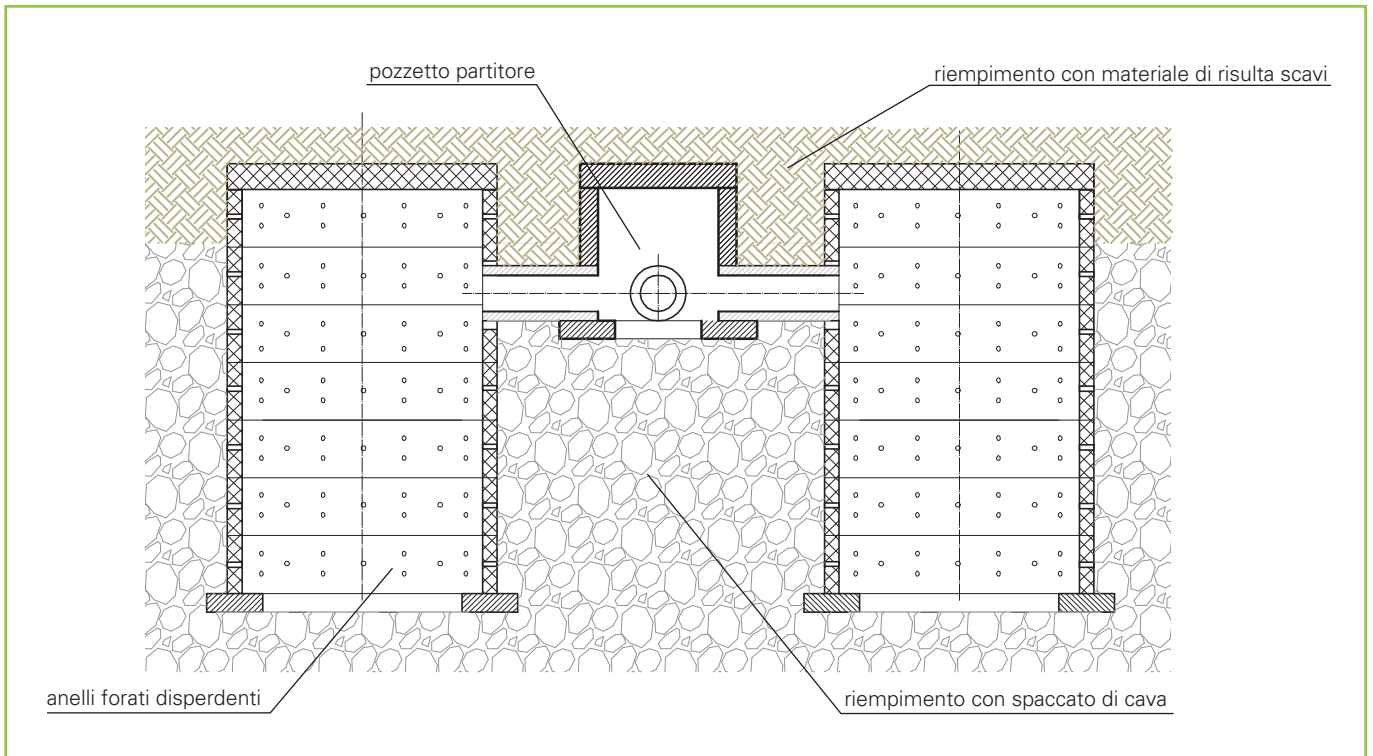 pozzetto partitore
riempimento con materiale di risulta scavi
anelli forati disperdenti
riempimento con spaccato di cava